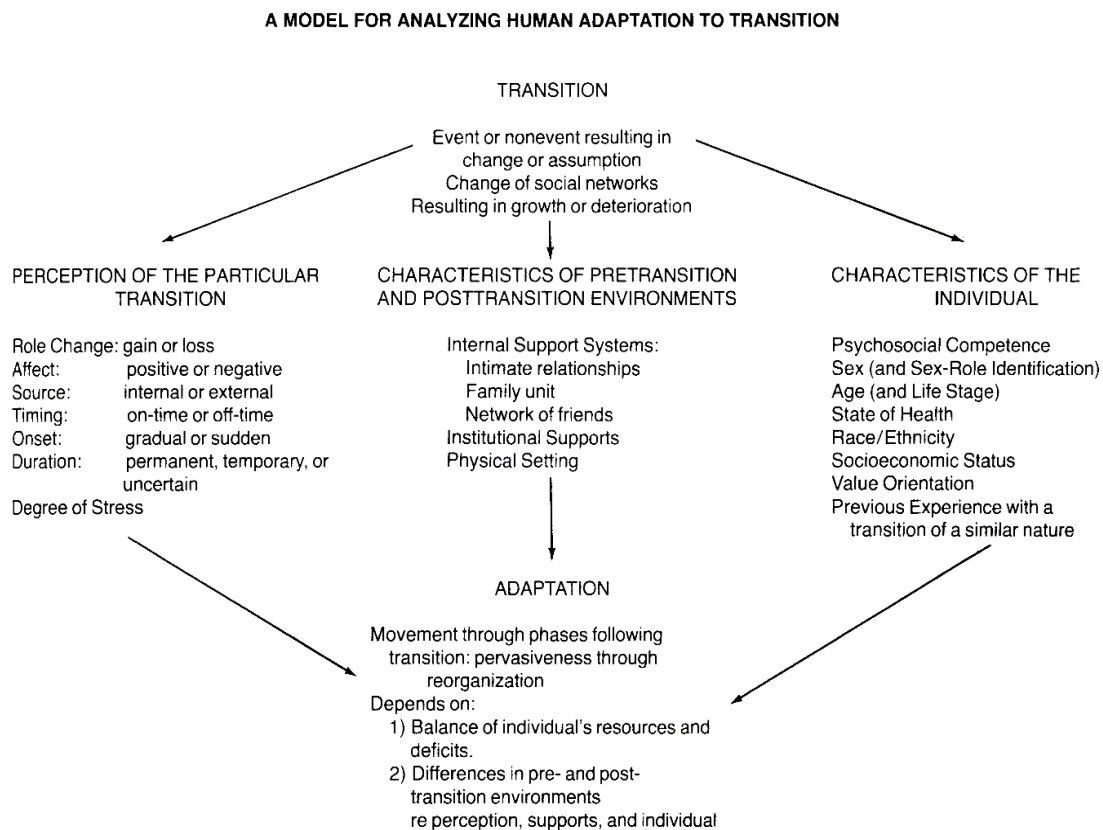 A MODEL FOR ANALYZING HUMAN ADAPTATION TO TRANSITION
TRANSITION
Event or nonevent resulting in
change or assumption
Change of social networks
Resulting in growth or deterioration
PERCEPTION OF THE PARTICULAR
TRANSITION
Role Change: gain or loss
Affect: positive or negative
Source: internal or external
Timing: on-time or off-time
Onset: gradual or sudden
Duration: permanent, temporary, or
uncertain
Degree of Stress
CHARACTERISTICS OF PRETRANSITION
AND POSTTRANSITION ENVIRONMENTS
Internal Support Systems:
Intimate relationships
Family unit
Network of friends
Institutional Supports
Physical Setting
CHARACTERISTICS OF THE
INDIVIDUAL
Psychosocial Competence
Sex (and Sex-Role Identification)
Age (and Life Stage)
State of Health
Race/Ethnicity
Socioeconomic Status
Value Orientation
Previous Experience with a
transition of a similar nature
ADAPTATION
Movement through phases following
transition: pervasiveness through
reorganization
Depends on:
1) Balance of individual's resources and
deficits.
2) Differences in pre- and post-
transition environments
re perception, supports, and individual